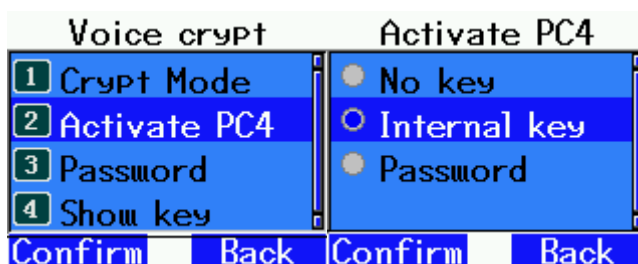 Voice crypt
1 Crypt Mode
2 Activate PC4
3 Password
4 Show key
Confirm Back
Activate PC4
No key
Internal key
Password
Confirm Back